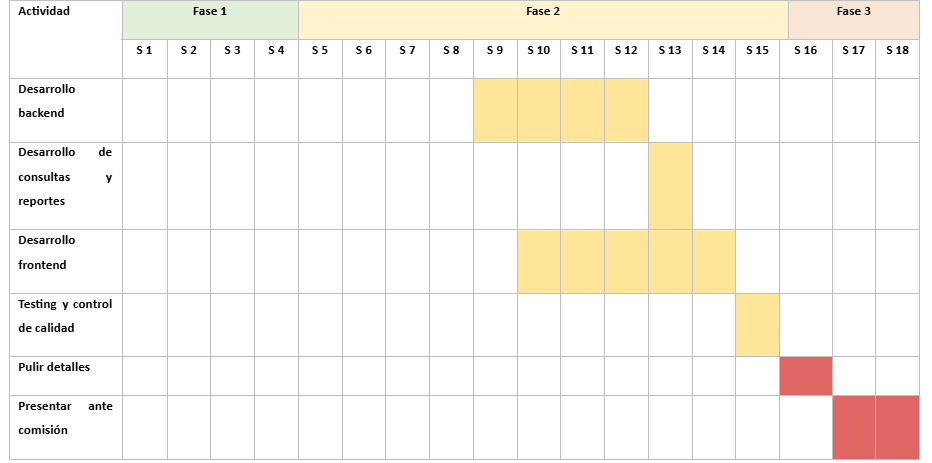 Actividad Fase 1 Fase 2 Fase 3
S 1 S 2 S 3 S 4 S 5 S 6 S 7 S 8 S 9 S 10 S 11 S 12 S 13 S 14 S 15 S 16 S 17 S 18
Desarrollo
backend
Desarrollo de
consultas y
reportes
Desarrollo
frontend
Testing y control
de calidad
Pulir detalles
Presentar ante
comisión